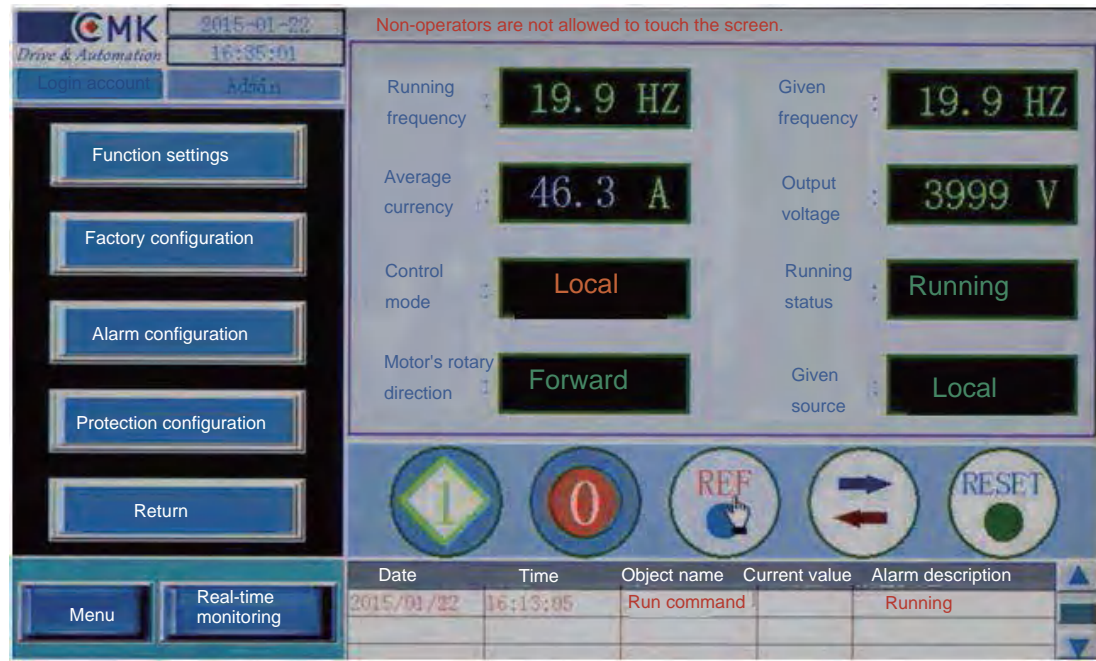 CMK
Drive & Automation
2015-01-22
16:35:01
Login account
Admin
Non-operators are not allowed to touch the screen.
Function settings
Factory configuration
Alarm configuration
Protection configuration
Return
Menu
Real-time
monitoring
Running
frequency
:
19.9 HZ
Given
frequency
:
19.9 HZ
Average
currency
:
46.3 A
Output
voltage
:
3999 V
Control
mode
:
Local
Running
status
:
Running
Motor's rotary
direction
:
Forward
Given
source
:
Local
1
0
REF
RESET
Date Time Object name Current value Alarm description
2015/01/22 16:13:05 Run command Running